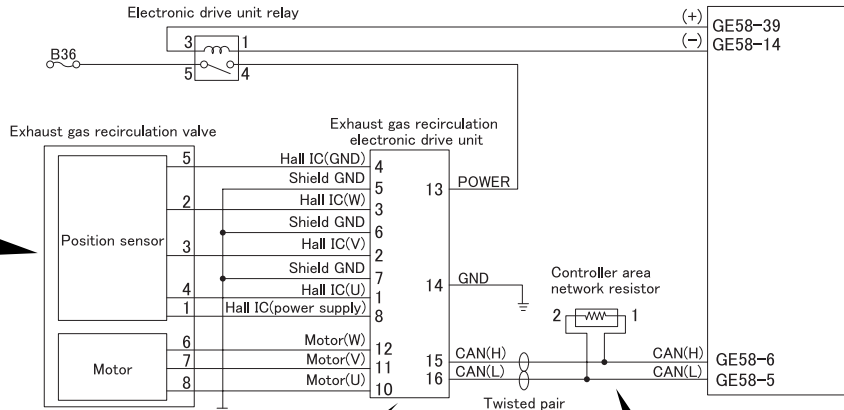 Electronic drive unit relay
(+)
GE58-39
3
1
(-)
GE58-14
B36
5
4
Exhaust gas recirculation valve
Exhaust gas recirculation
electronic drive unit
5
Hall IC(GND)
4
Shield GND
5
13
POWER
2
Hall IC(W)
3
Shield GND
6
Position sensor
3
Hall IC(V)
2
Shield GND
7
14
GND
Controller area
network resistor
4
Hall IC(U)
1
1
Hall IC(power supply)
8
2
1
6
Motor(W)
12
Motor
7
Motor(V)
11
15
CAN(H)
CAN(H)
GE58-6
8
Motor(U)
10
16
CAN(L)
CAN(L)
GE58-5
Twisted pair